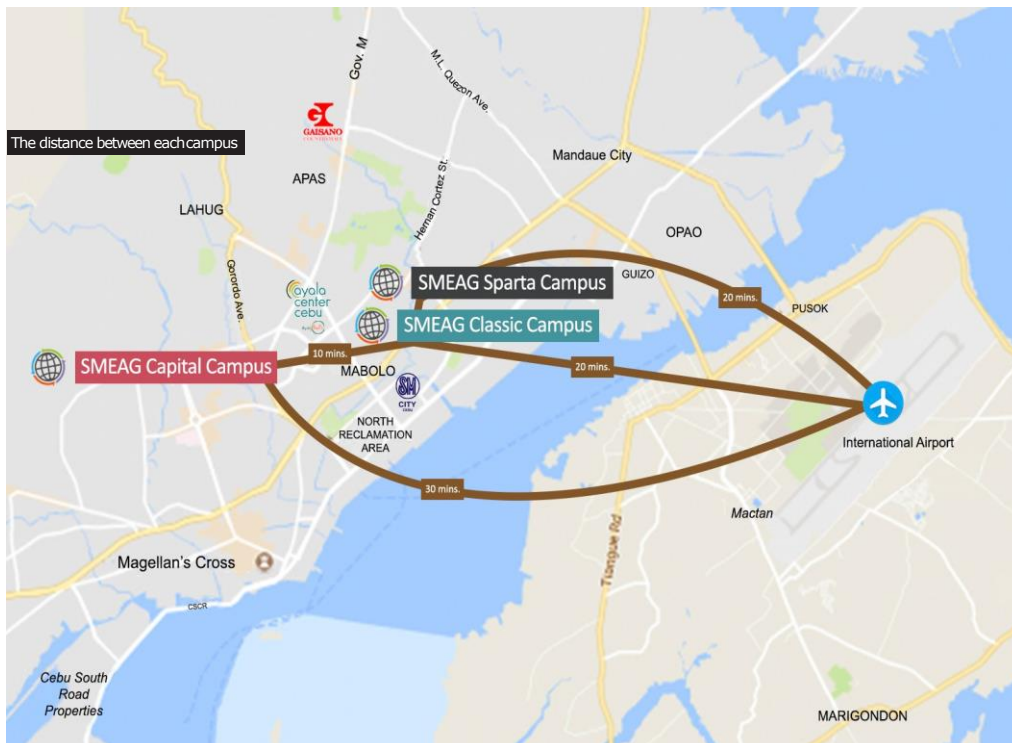 Gov. M
M.L. Quezon Ave.
G
GAISANO
The distance between each campus
Mandaue City
APAS
Hernan Cortez St.
LAHUG
OPAO
Gorordo Ave.
SMEAG Sparta Campus
GUIZO
20 mins.
PUSOK
ayala
center
cebu
SMEAG Classic Campus
10 mins.
SMEAG Capital Campus
MABOLO
20 mins.
SM
CITY
CEBU
NORTH
RECLAMATION
AREA
International Airport
30 mins.
Mactan
Tiongue Rd
Magellan's Cross
CSCR
Cebu South
Road
Properties
MARIGONDON